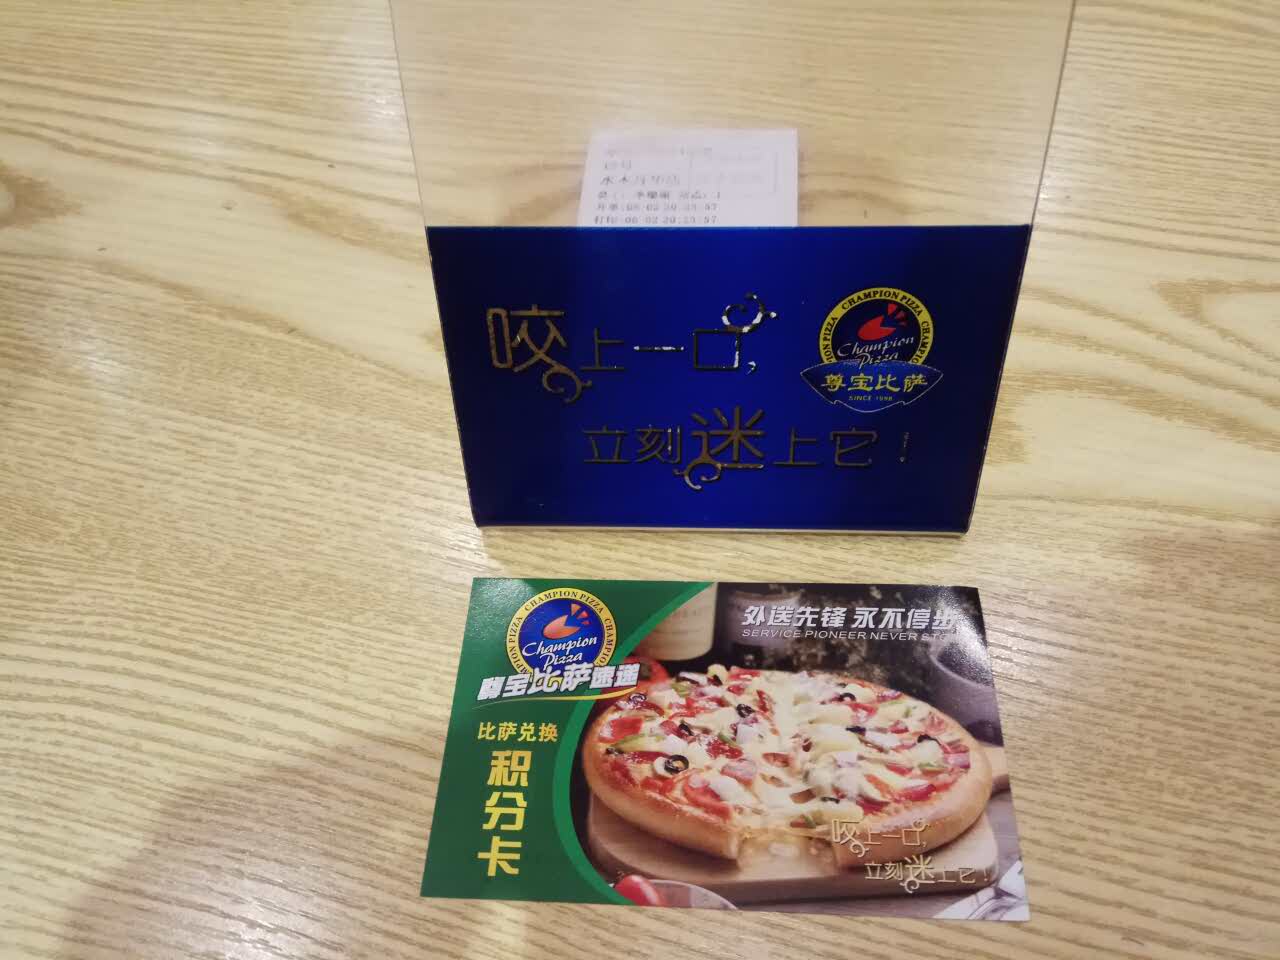 咬上一口,
立刻迷上它!
CHAMPION PIZZA
Champion
Pizza
尊宝比萨
SINCE 1998
CHAMPION PIZZA
Champion
Pizza
尊宝比萨速递
比萨兑换
积分卡
外送先锋 永不停步
SERVICE PIONEER NEVER
咬上一口,
立刻迷上它!